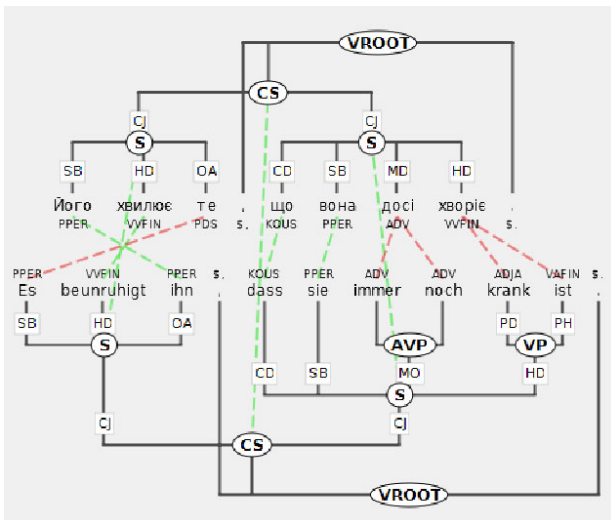 VROOT
CS
CJ CJ
S S
SB HD OA CD SB MD HD
Його хвилює те , що вона досі хворіє .
PPER VVFIN PDS $, KOUS PPER ADV VVFIN $.
PPER VVFIN PPER $, KOUS PPER ADV ADV ADJA VAFIN $.
Es beunruhigt ihn , dass sie immer noch krank ist .
SB HD OA PD PH
S AVP VP
CD SB MO HD
S
CJ CJ
CS
VROOT